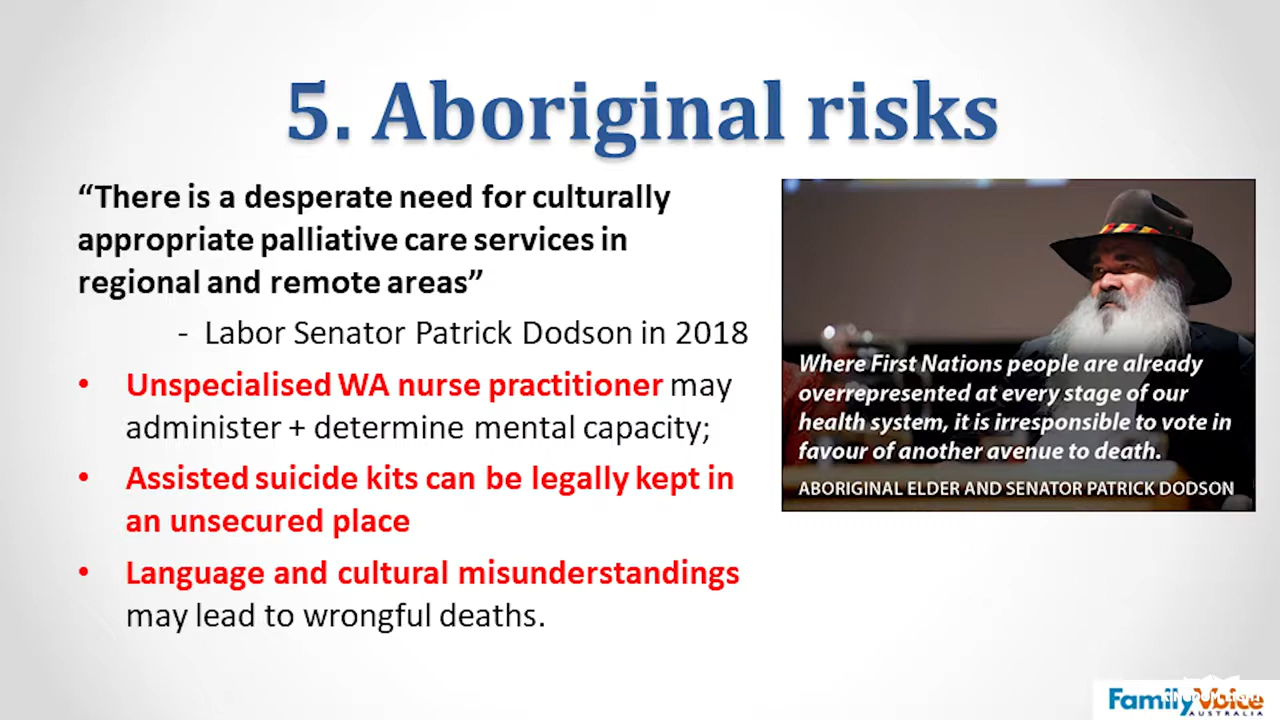 5. Aboriginal risks
“There is a desperate need for culturally
appropriate palliative care services in
regional and remote areas”
- Labor Senator Patrick Dodson in 2018
• Unspecialised WA nurse practitioner may
administer + determine mental capacity;
• Assisted suicide kits can be legally kept in
an unsecured place
• Language and cultural misunderstandings
may lead to wrongful deaths.
Where First Nations people are already
overrepresented at every stage of our
health system, it is irresponsible to vote in
favour of another avenue to death.
ABORIGINAL ELDER AND SENATOR PATRICK DODSON
FamilyVoice
AUSTRALIA